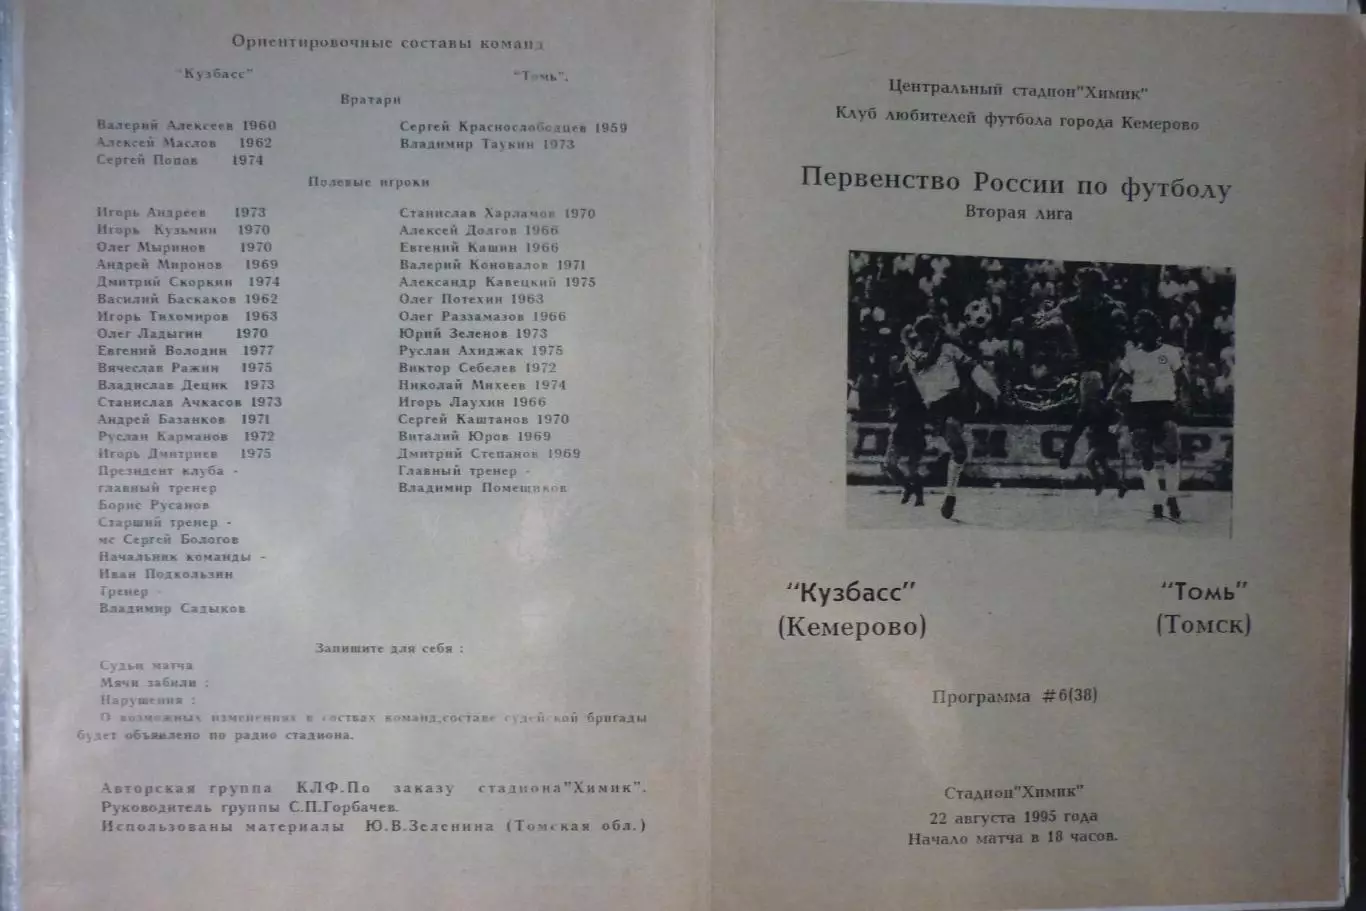 Ориентировочные составы команд
"Кузбасс" "Томь".
Вратари
Валерий Алексеев 1960 Сергей Краснослободцев 1959
Алексей Маслов 1962 Владимир Таукин 1973
Сергей Попов 1974
Полевые игроки
Игорь Андреев 1973 Станислав Харламов 1970
Игорь Кузьмин 1970 Алексей Долгов 1966
Олег Мыринов 1970 Евгений Кашин 1966
Андрей Миронов 1969 Валерий Коновалов 1971
Дмитрий Скоркин 1974 Александр Кавецкий 1975
Василий Баскаков 1962 Олег Потехин 1963
Игорь Тихомиров 1963 Олег Раззамазов 1966
Олег Ладыгин 1970 Юрий Зеленов 1973
Евгений Володин 1977 Руслан Ахиджак 1975
Вячеслав Ражин 1975 Виктор Себелев 1972
Владислав Децик 1973 Николай Михеев 1974
Станислав Ачкасов 1973 Игорь Лаухин 1966
Андрей Базанков 1971 Сергей Каштанов 1970
Руслан Карманов 1972 Виталий Юров 1969
Игорь Дмитриев 1975 Дмитрий Степанов 1969
Президент клуба - Главный тренер -
главный тренер Владимир Помещиков
Борис Русанов
Старший тренер -
мс Сергей Бологов
Начальник команды -
Иван Подкользин
Тренер -
Владимир Садыков
Запишите для себя :
Судьи матча
Мячи забили :
Нарушения :
О возможных изменениях в соствах команд,составе судейской бригады
будет объявлено по радио стадиона.
Авторская группа КЛФ.По заказу стадиона"Химик".
Руководитель группы С.П.Горбачев.
Использованы материалы Ю.В.Зеленина (Томская обл.)
Центральный стадион"Химик"
Клуб любителей футбола города Кемерово
Первенство России по футболу
Вторая лига
"Кузбасс" "Томь"
(Кемерово) (Томск)
Программа #6(38)
Стадион"Химик"
22 августа 1995 года
Начало матча в 18 часов.